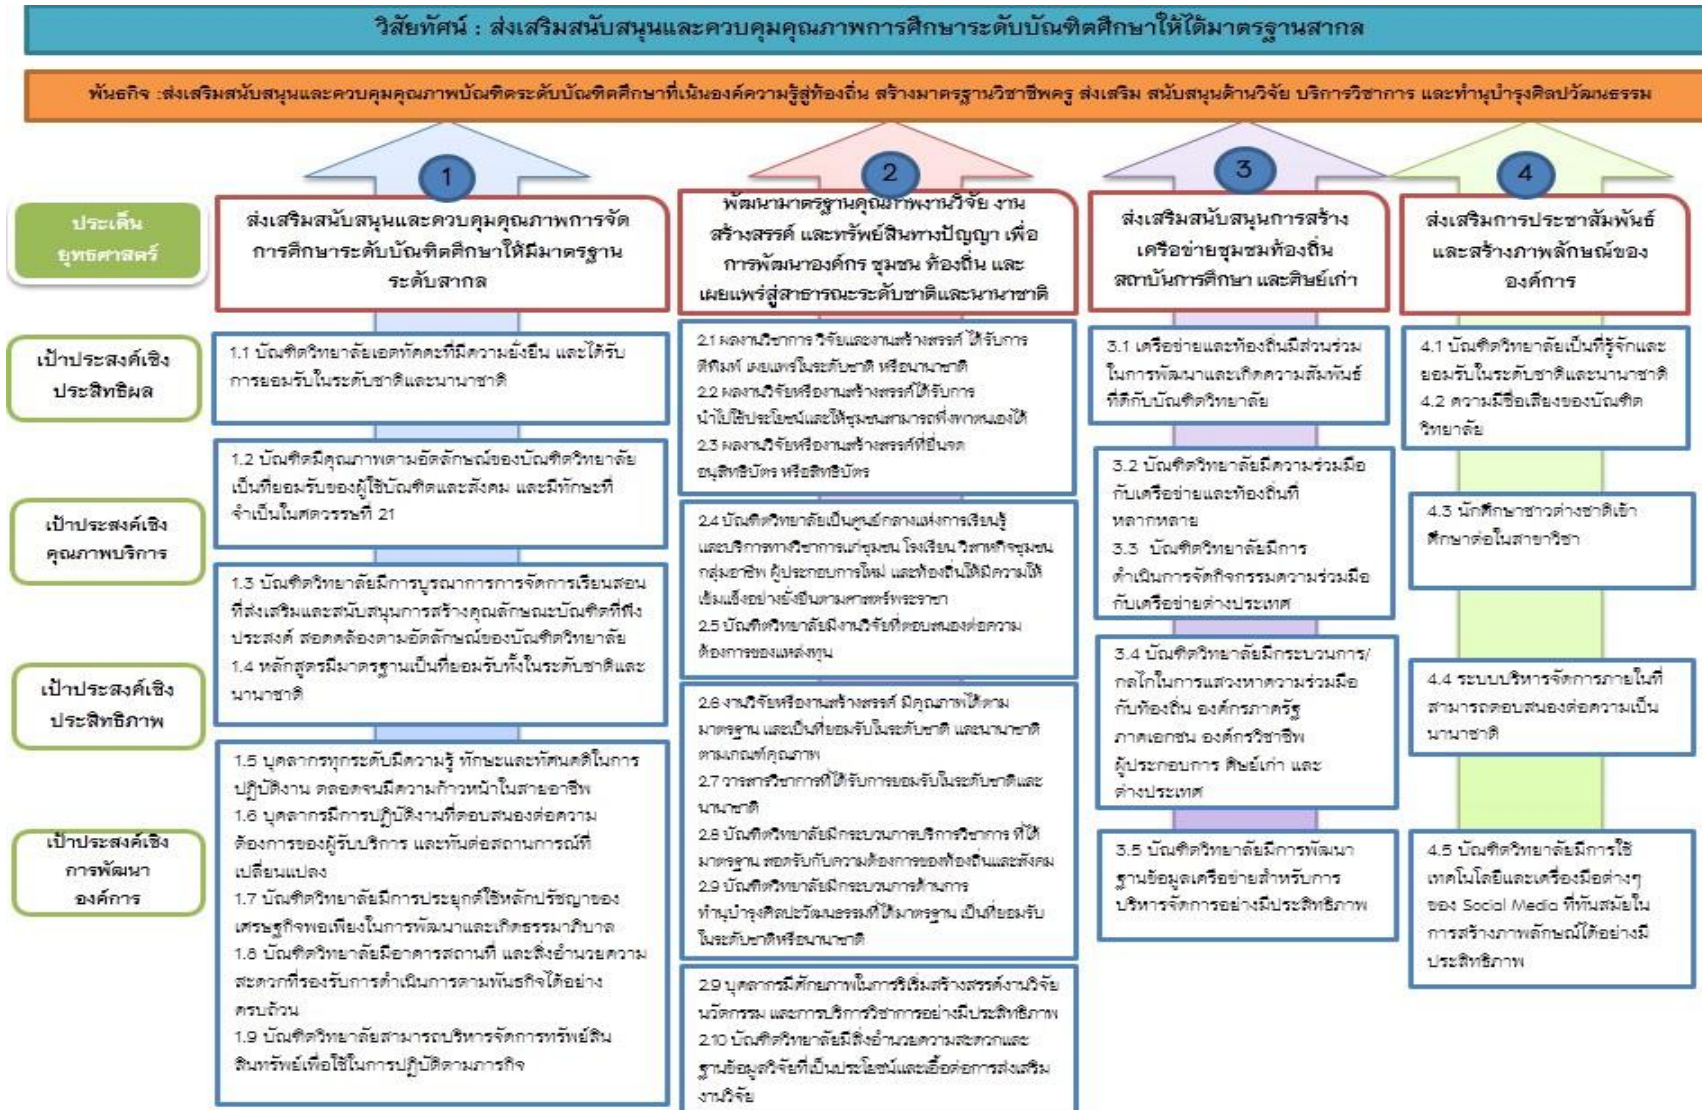 วิสัยทัศน์ : ส่งเสริมสนับสนุนและควบคุมคุณภาพการศึกษาระดับบัณฑิตศึกษาให้ได้มาตรฐานสากล
พันธกิจ :ส่งเสริมสนับสนุนและควบคุมคุณภาพบัณฑิตระดับบัณฑิตศึกษาที่เน้นองค์ความรู้สู่ท้องถิ่น สร้างมาตรฐานวิชาชีพครู ส่งเสริม สนับสนุนด้านวิจัย บริการวิชาการ และทำนุบำรุงศิลปวัฒนธรรม
ประเด็น
ยุทธศาสตร์
1
ส่งเสริมสนับสนุนและควบคุมคุณภาพการจัด
การศึกษาระดับบัณฑิตศึกษาให้มีมาตรฐาน
ระดับสากล
2
พัฒนามาตรฐานคุณภาพงานวิจัย งาน
สร้างสรรค์ และทรัพย์สินทางปัญญา เพื่อ
การพัฒนาองค์กร ชุมชน ท้องถิ่น และ
เผยแพร่สู่สาธารณะระดับชาติและนานาชาติ
3
ส่งเสริมสนับสนุนการสร้าง
เครือข่ายชุมชมท้องถิ่น
สถาบันการศึกษา และศิษย์เก่า
4
ส่งเสริมการประชาสัมพันธ์
และสร้างภาพลักษณ์ของ
องค์การ
เป้าประสงค์เชิง
ประสิทธิผล
1.1 บัณฑิตวิทยาลัยเอตทัคคะที่มีความยั่งยืน และได้รับ
การยอมรับในระดับชาติและนานาชาติ
2.1 ผลงานวิชาการ วิจัยและงานสร้างสรรค์ ได้รับการ
ตีพิมพ์ เผยแพร่ในระดับชาติ หรือนานาชาติ
2.2 ผลงานวิจัยหรืองานสร้างสรรค์ได้รับการ
นำไปใช้ประโยชน์และให้ชุมชนสามารถพึ่งพาตนเองได้
2.3 ผลงานวิจัยหรืองานสร้างสรรค์ที่ยื่นจด
อนุสิทธิบัตร หรือสิทธิบัตร
3.1 เครือข่ายและท้องถิ่นมีส่วนร่วม
ในการพัฒนาและเกิดความสัมพันธ์
ที่ดีกับบัณฑิตวิทยาลัย
4.1 บัณฑิตวิทยาลัยเป็นที่รู้จักและ
ยอมรับในระดับชาติและนานาชาติ
4.2 ความมีชื่อเสียงของบัณฑิต
วิทยาลัย
เป้าประสงค์เชิง
คุณภาพบริการ
1.2 บัณฑิตมีคุณภาพตามอัตลักษณ์ของบัณฑิตวิทยาลัย
เป็นที่ยอมรับของผู้ใช้บัณฑิตและสังคม และมีทักษะที่
จำเป็นในศตวรรษที่ 21
2.4 บัณฑิตวิทยาลัยเป็นศูนย์กลางแห่งการเรียนรู้
และบริการทางวิชาการแก่ชุมชน โรงเรียน วิสาหกิจชุมชน
กลุ่มอาชีพ ผู้ประกอบการใหม่ และท้องถิ่นให้มีความให้
เข้มแข็งอย่างยั่งยืนตามศาสตร์พระราชา
2.5 บัณฑิตวิทยาลัยมีงานวิจัยที่ตอบสนองต่อความ
ต้องการของแหล่งทุน
3.2 บัณฑิตวิทยาลัยมีความร่วมมือ
กับเครือข่ายและท้องถิ่นที่
หลากหลาย
3.3 บัณฑิตวิทยาลัยมีการ
ดำเนินการจัดกิจกรรมความร่วมมือ
กับเครือข่ายต่างประเทศ
4.3 นักศึกษาชาวต่างชาติเข้า
ศึกษาต่อในสาขาวิชา
เป้าประสงค์เชิง
ประสิทธิภาพ
1.3 บัณฑิตวิทยาลัยมีการบูรณาการการจัดการเรียนสอน
ที่ส่งเสริมและสนับสนุนการสร้างคุณลักษณะบัณฑิตที่พึง
ประสงค์ สอดคล้องตามอัตลักษณ์ของบัณฑิตวิทยาลัย
1.4 หลักสูตรมีมาตรฐานเป็นที่ยอมรับทั้งในระดับชาติและ
นานาชาติ
2.6 งานวิจัยหรืองานสร้างสรรค์ มีคุณภาพได้ตาม
มาตรฐาน และเป็นที่ยอมรับในระดับชาติ และนานาชาติ
ตามเกณฑ์คุณภาพ
2.7 วารสารวิชาการที่ได้รับการยอมรับในระดับชาติและ
นานาชาติ
2.8 บัณฑิตวิทยาลัยมีกระบวนการบริการวิชาการ ที่ได้
มาตรฐาน สอดรับกับความต้องการของท้องถิ่นและสังคม
2.9 บัณฑิตวิทยาลัยมีกระบวนการด้านการ
ทำนุบำรุงศิลปะวัฒนธรรมที่ได้มาตรฐาน เป็นที่ยอมรับ
ในระดับชาติหรือนานาชาติ
3.4 บัณฑิตวิทยาลัยมีกระบวนการ/
กลไกในการแสวงหาความร่วมมือ
กับท้องถิ่น องค์กรภาครัฐ
ภาคเอกชน องค์กรวิชาชีพ
ผู้ประกอบการ ศิษย์เก่า และ
ต่างประเทศ
4.4 ระบบบริหารจัดการภายในที่
สามารถตอบสนองต่อความเป็น
นานาชาติ
เป้าประสงค์เชิง
การพัฒนา
องค์การ
1.5 บุคลากรทุกระดับมีความรู้ ทักษะและทัศนคติในการ
ปฏิบัติงาน ตลอดจนมีความก้าวหน้าในสายอาชีพ
1.6 บุคลากรมีการปฏิบัติงานที่ตอบสนองต่อความ
ต้องการของผู้รับบริการ และทันต่อสถานการณ์ที่
เปลี่ยนแปลง
1.7 บัณฑิตวิทยาลัยมีการประยุกต์ใช้หลักปรัชญาของ
เศรษฐกิจพอเพียงในการพัฒนาและเกิดธรรมาภิบาล
1.8 บัณฑิตวิทยาลัยมีอาคารสถานที่ และสิ่งอำนวยความ
สะดวกที่รองรับการดำเนินการตามพันธกิจได้อย่าง
ครบถ้วน
1.9 บัณฑิตวิทยาลัยสามารถบริหารจัดการทรัพย์สิน
สินทรัพย์เพื่อใช้ในการปฏิบัติตามภารกิจ
2.9 บุคลากรมีศักยภาพในการริเริ่มสร้างสรรค์งานวิจัย
นวัตกรรม และการบริการวิชาการอย่างมีประสิทธิภาพ
2.10 บัณฑิตวิทยาลัยมีสิ่งอำนวยความสะดวกและ
ฐานข้อมูลวิจัยที่เป็นประโยชน์และเอื้อต่อการส่งเสริม
งานวิจัย
3.5 บัณฑิตวิทยาลัยมีการพัฒนา
ฐานข้อมูลเครือข่ายสำหรับการ
บริหารจัดการอย่างมีประสิทธิภาพ
4.5 บัณฑิตวิทยาลัยมีการใช้
เทคโนโลยีและเครื่องมือต่างๆ
ของ Social Media ที่ทันสมัยใน
การสร้างภาพลักษณ์ได้อย่างมี
ประสิทธิภาพ